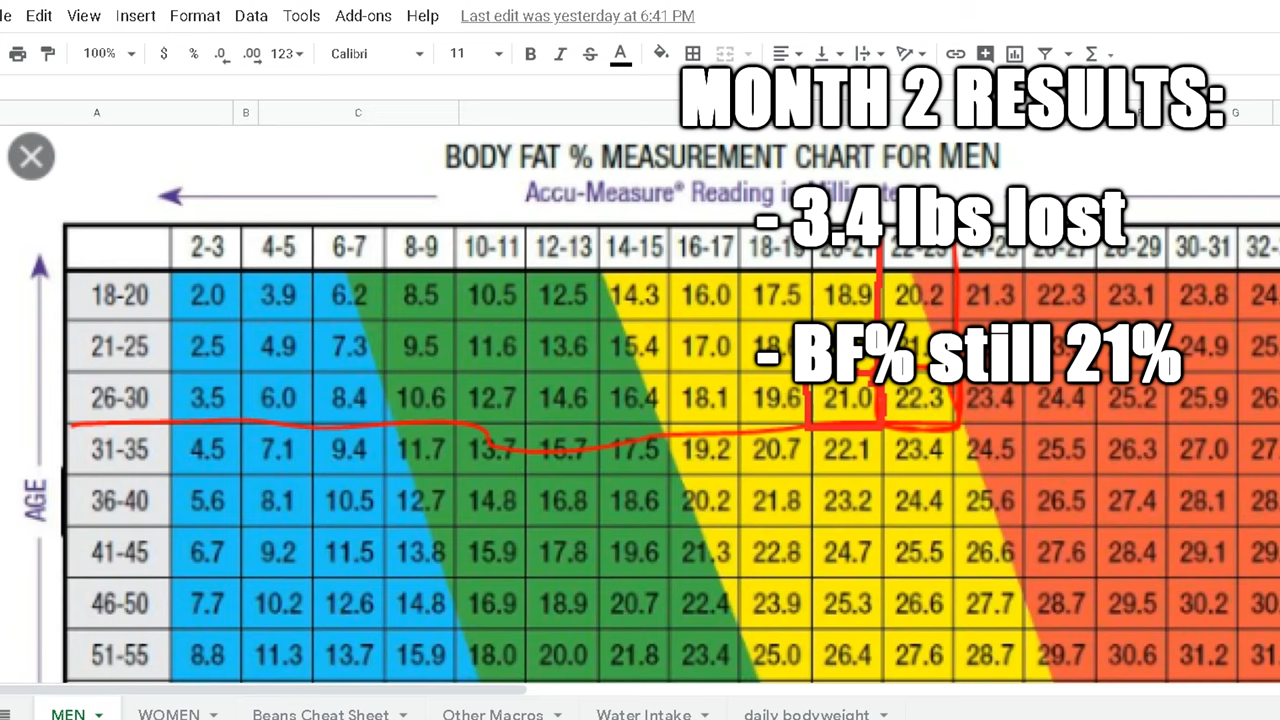 Edit View Insert Format Data Tools Add-ons Help Last edit was yesterday at 6:41 PM
100% $ % .0 .00 123 Calibri 11 B I S A Σ
A B C G
MONTH 2 RESULTS:
BODY FAT % MEASUREMENT CHART FOR MEN
Accu-Measure® Reading in
- 3.4 lbs lost
2-3 4-5 6-7 8-9 10-11 12-13 14-15 16-17 18-19 20-21 22-23 24-25 26-27 28-29 30-31
18-20 2.0 3.9 6.2 8.5 10.5 12.5 14.3 16.0 17.5 18.9 20.2 21.3 22.3 23.1 23.8
21-25 2.5 4.9 7.3 9.5 11.6 13.6 15.4 17.0 24.9
- BF% still 21%
26-30 3.5 6.0 8.4 10.6 12.7 14.6 16.4 18.1 19.6 21.0 22.3 23.4 24.4 25.2 25.9
31-35 4.5 7.1 9.4 11.7 13.7 15.7 17.5 19.2 20.7 22.1 23.4 24.5 25.5 26.3 27.0
36-40 5.6 8.1 10.5 12.7 14.8 16.8 18.6 20.2 21.8 23.2 24.4 25.6 26.5 27.4 28.1
41-45 6.7 9.2 11.5 13.8 15.9 17.8 19.6 21.3 22.8 24.7 25.5 26.6 27.6 28.4 29.1
46-50 7.7 10.2 12.6 14.8 16.9 18.9 20.7 22.4 23.9 25.3 26.6 27.7 28.7 29.5 30.2
51-55 8.8 11.3 13.7 15.9 18.0 20.0 21.8 23.4 25.0 26.4 27.6 28.7 29.7 30.6 31.2
AGE
MEN WOMEN Beans Cheat Sheet Other Macros Water Intake daily bodyweight